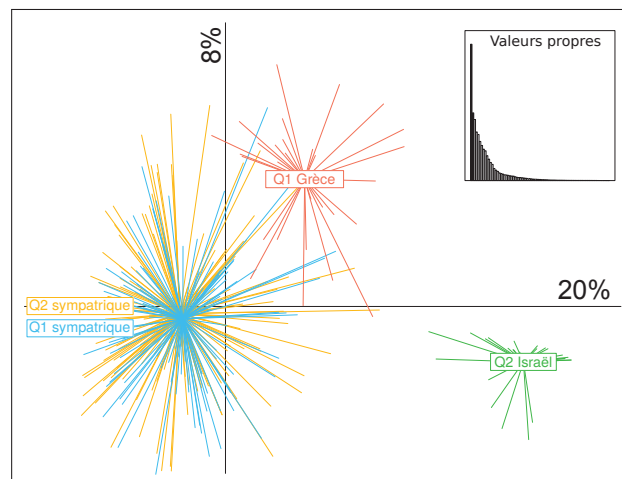 8%
Valeurs propres
Q1 Grèce
Q2 sympatrique
Q1 sympatrique
20%
Q2 Israël